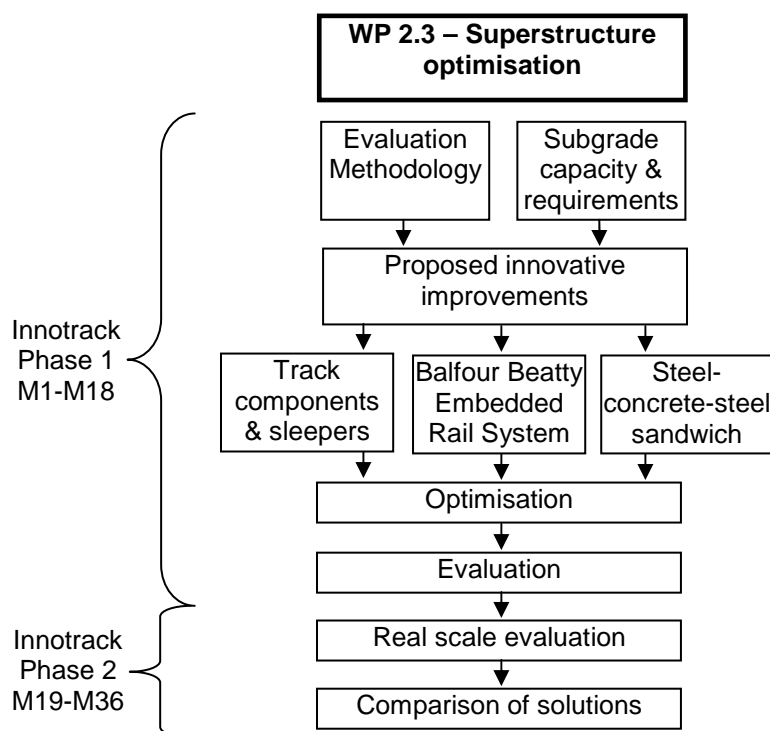 WP 2.3 – Superstructure
optimisation
Evaluation
Methodology
Subgrade
capacity &
requirements
Proposed innovative
improvements
Innotrack
Phase 1
M1-M18
Track
components
& sleepers
Balfour Beatty
Embedded
Rail System
Steel-
concrete-steel
sandwich
Optimisation
Evaluation
Innotrack
Phase 2
M19-M36
Real scale evaluation
Comparison of solutions